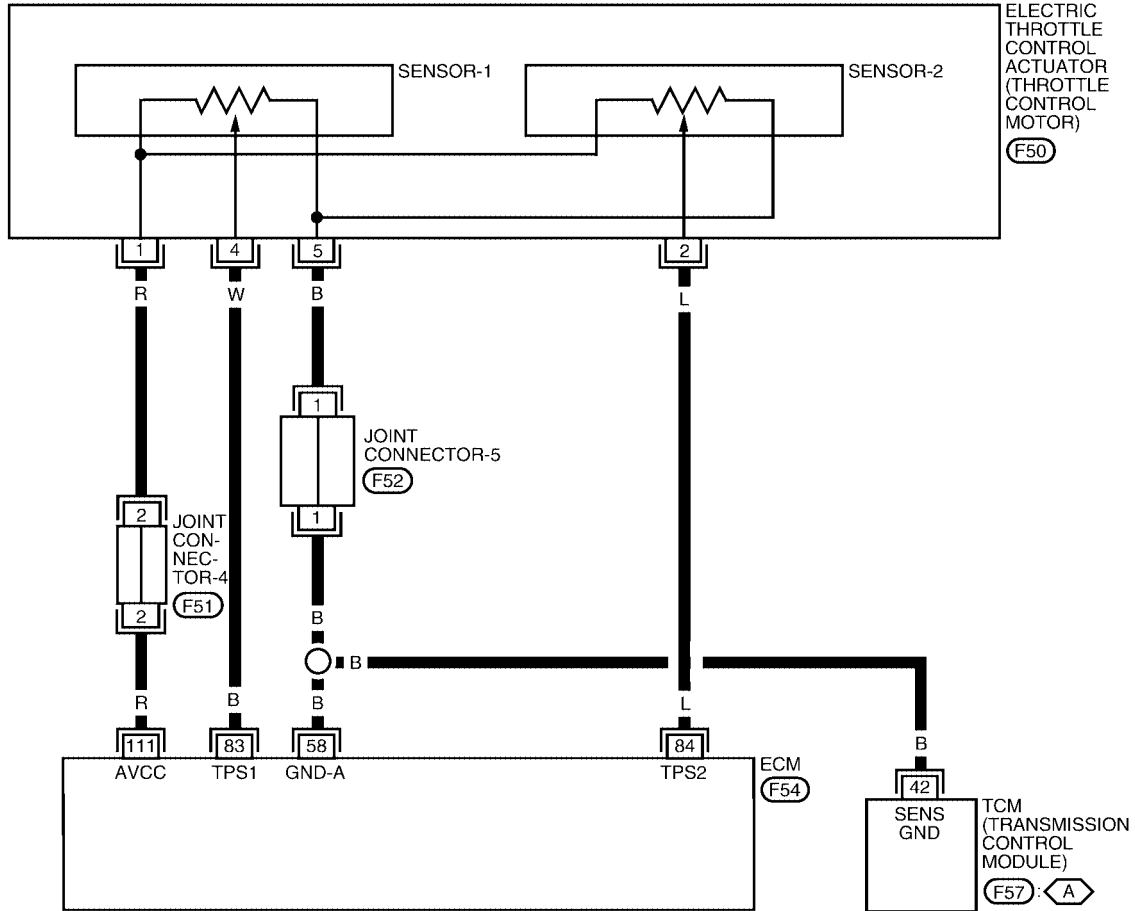 ELECTRIC
THROTTLE
CONTROL
ACTUATOR
(THROTTLE
CONTROL
MOTOR)
F50
SENSOR-1
SENSOR-2
1
4
5
2
R
W
B
L
1
JOINT
CONNECTOR-5
F52
1
2
JOINT
CON-
NEC-
TOR-4
F51
2
B
B
R
B
B
L
B
111
83
58
84
AVCC
TPS1
GND-A
TPS2
ECM
F54
42
SENS
GND
TCM
(TRANSMISSION
CONTROL
MODULE)
F57 : A